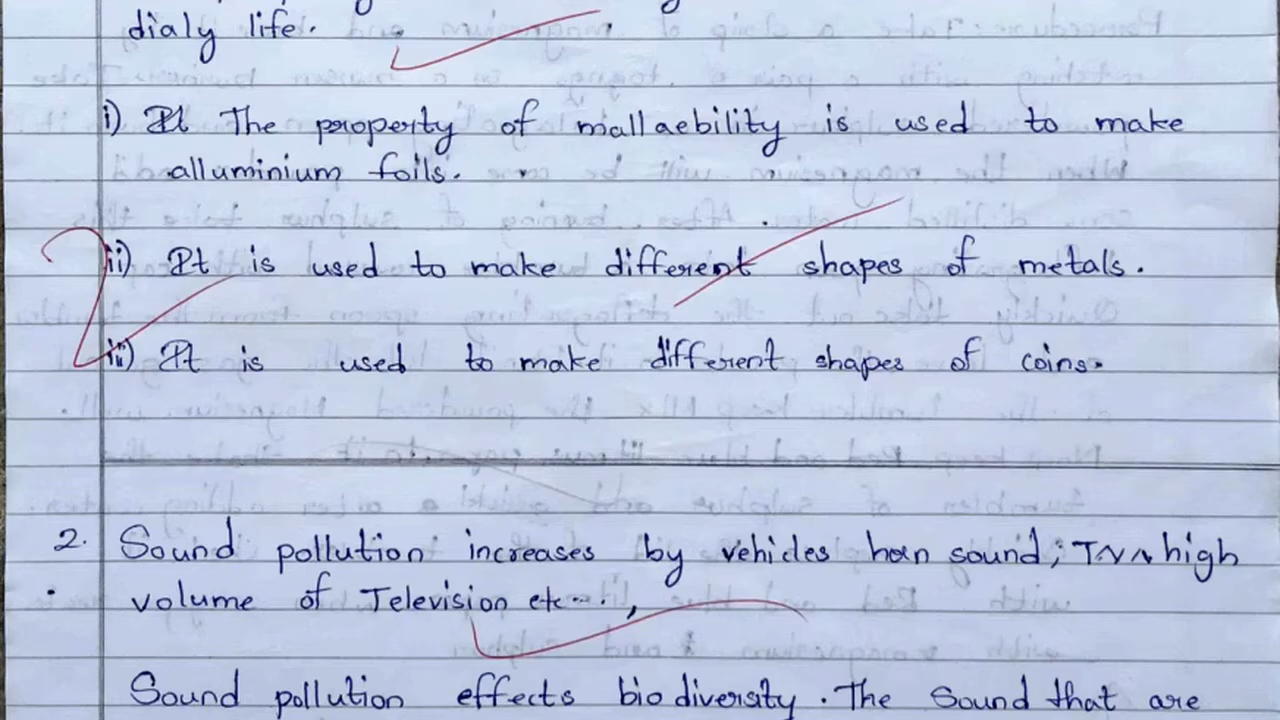 dialy life.
i) It The property of mallaebility is used to make
alluminium foils.
ii) It is used to make different shapes of metals.
iii) It is used to make different shapes of coins.
2. Sound pollution increases by vehicles horn sound; high
volume of Television etc...,
Sound pollution effects biodiversity. The Sound that are